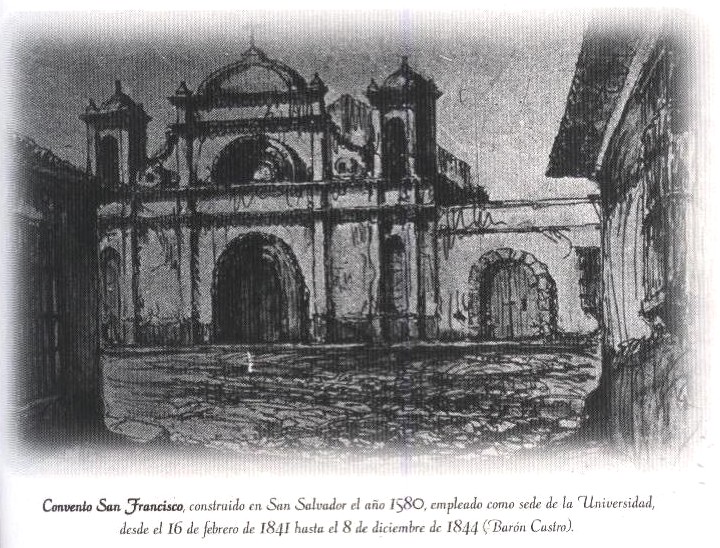 Convento San Francisco, construido en San Salvador el año 1580, empleado como sede de la Universidad,
desde el 16 de febrero de 1841 hasta el 8 de diciembre de 1844 (Barón Castro).